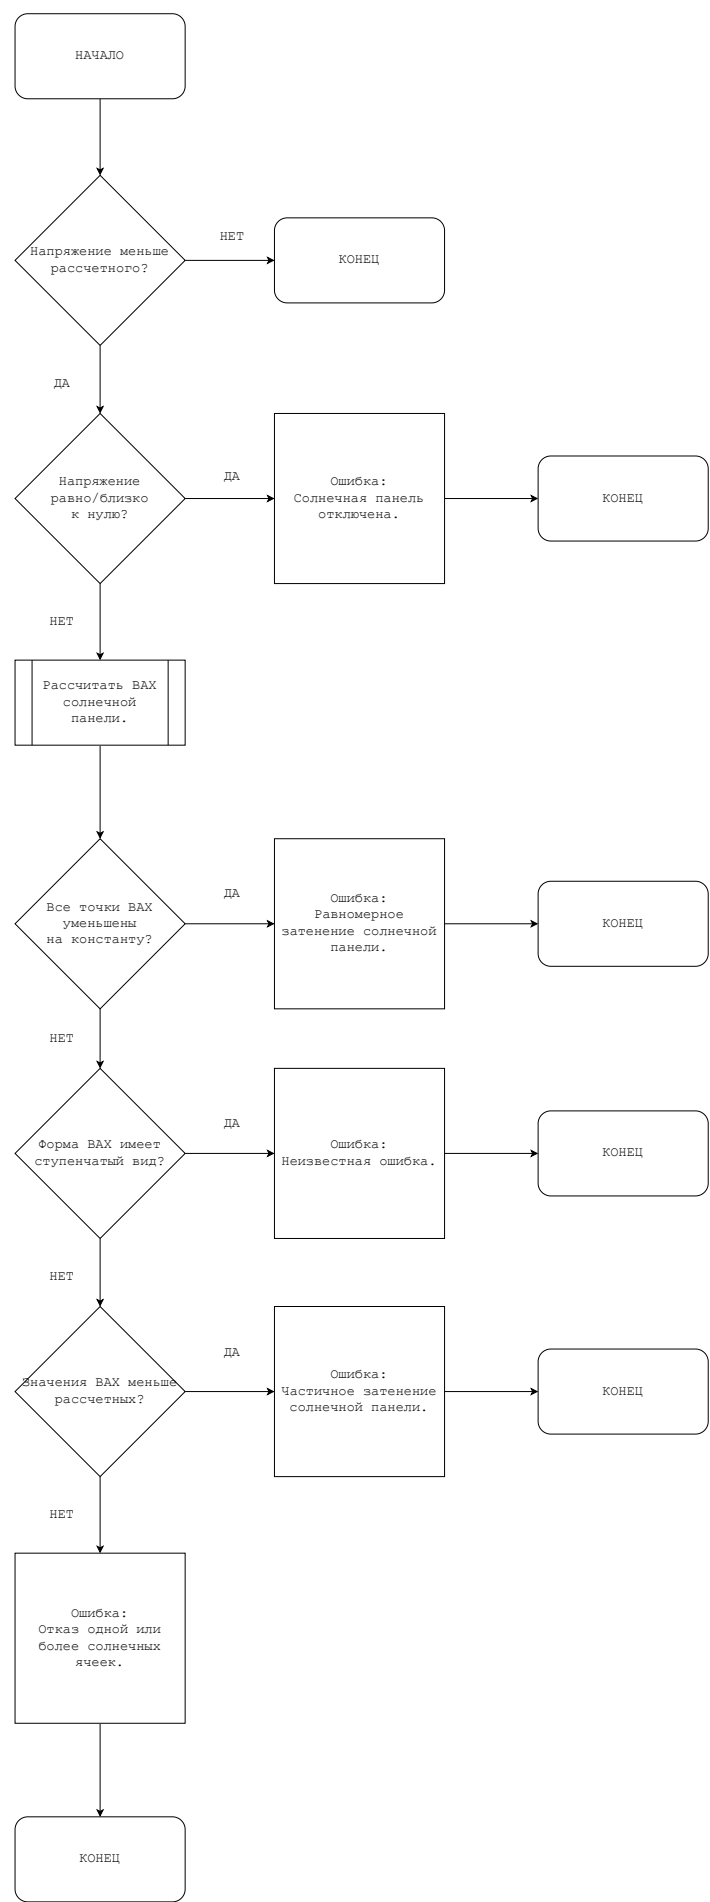 НАЧАЛО
Напряжение меньше
рассчетного?
НЕТ
КОНЕЦ
ДА
Напряжение
равно/близко
к нулю?
ДА
Ошибка:
Солнечная панель
отключена.
КОНЕЦ
НЕТ
Рассчитать ВАХ
солнечной
панели.
Все точки ВАХ
уменьшены
на константу?
ДА
Ошибка:
Равномерное
затенение солнечной
панели.
КОНЕЦ
НЕТ
Форма ВАХ имеет
ступенчатый вид?
ДА
Ошибка:
Неизвестная ошибка.
КОНЕЦ
НЕТ
Значения ВАХ меньше
рассчетных?
ДА
Ошибка:
Частичное затенение
солнечной панели.
КОНЕЦ
НЕТ
Ошибка:
Отказ одной или
более солнечных
ячеек.
КОНЕЦ